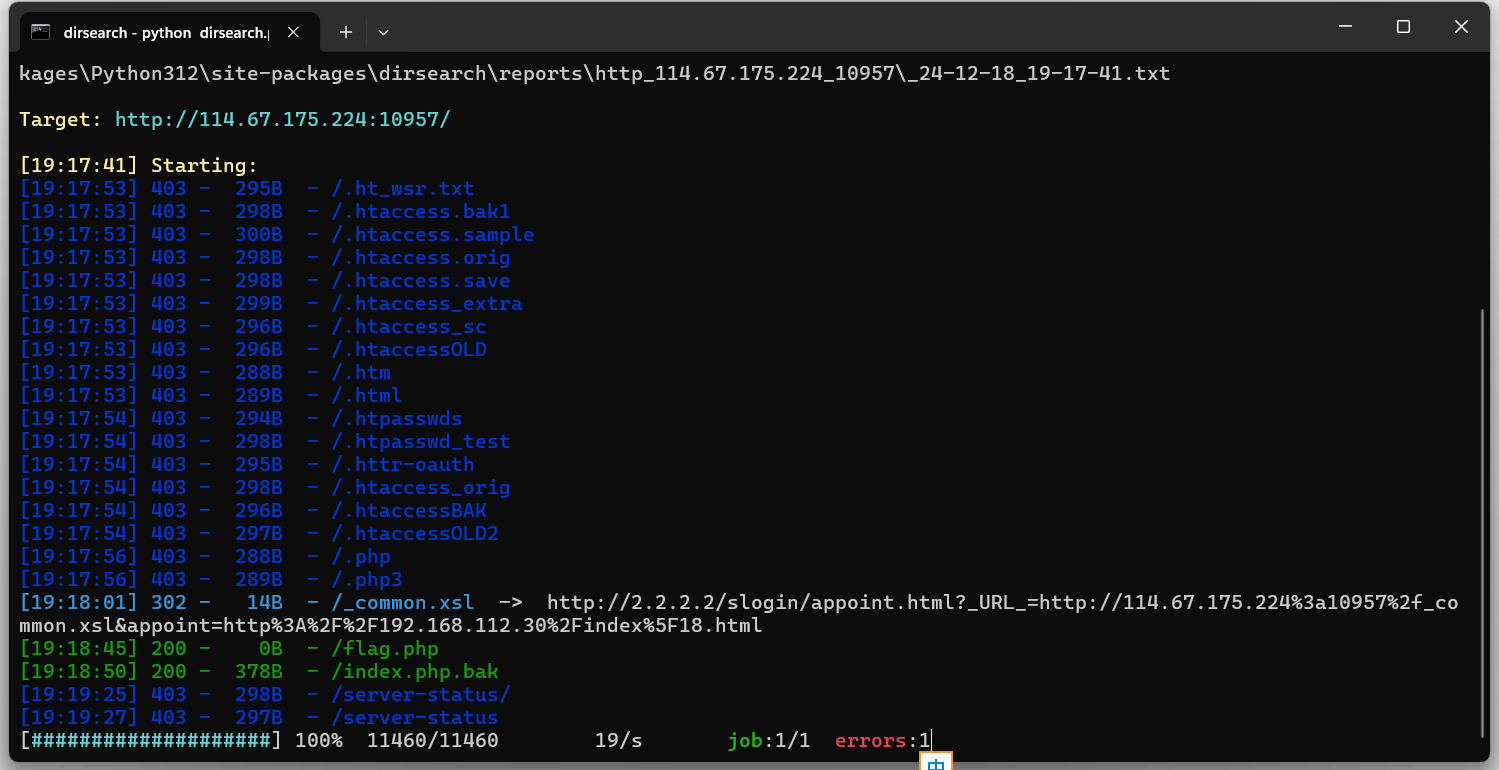 dirsearch - python  dirsearch.p
kages\Python312\site-packages\dirsearch\reports\http_114.67.175.224_10957\_24-12-18_19-17-41.txt
Target: http://114.67.175.224:10957/
[19:17:41] Starting:
[19:17:53] 403 -  295B  - /.ht_wsr.txt
[19:17:53] 403 -  298B  - /.htaccess.bak1
[19:17:53] 403 -  300B  - /.htaccess.sample
[19:17:53] 403 -  298B  - /.htaccess.orig
[19:17:53] 403 -  298B  - /.htaccess.save
[19:17:53] 403 -  299B  - /.htaccess_extra
[19:17:53] 403 -  296B  - /.htaccess_sc
[19:17:53] 403 -  296B  - /.htaccessOLD
[19:17:53] 403 -  288B  - /.htm
[19:17:53] 403 -  289B  - /.html
[19:17:54] 403 -  294B  - /.htpasswds
[19:17:54] 403 -  298B  - /.htpasswd_test
[19:17:54] 403 -  295B  - /.httr-oauth
[19:17:54] 403 -  298B  - /.htaccess_orig
[19:17:54] 403 -  296B  - /.htaccessBAK
[19:17:54] 403 -  297B  - /.htaccessOLD2
[19:17:56] 403 -  288B  - /.php
[19:17:56] 403 -  289B  - /.php3
[19:18:01] 302 -   14B  - /_common.xsl  ->  http://2.2.2.2/slogin/appoint.html?_URL_=http://114.67.175.224%3a10957%2f_co
mmon.xsl&appoint=http%3A%2F%2F192.168.112.30%2Findex%5F18.html
[19:18:45] 200 -    0B  - /flag.php
[19:18:50] 200 -  378B  - /index.php.bak
[19:19:25] 403 -  298B  - /server-status/
[19:19:27] 403 -  297B  - /server-status
[####################] 100%  11460/11460        19/s       job:1/1  errors:1
中